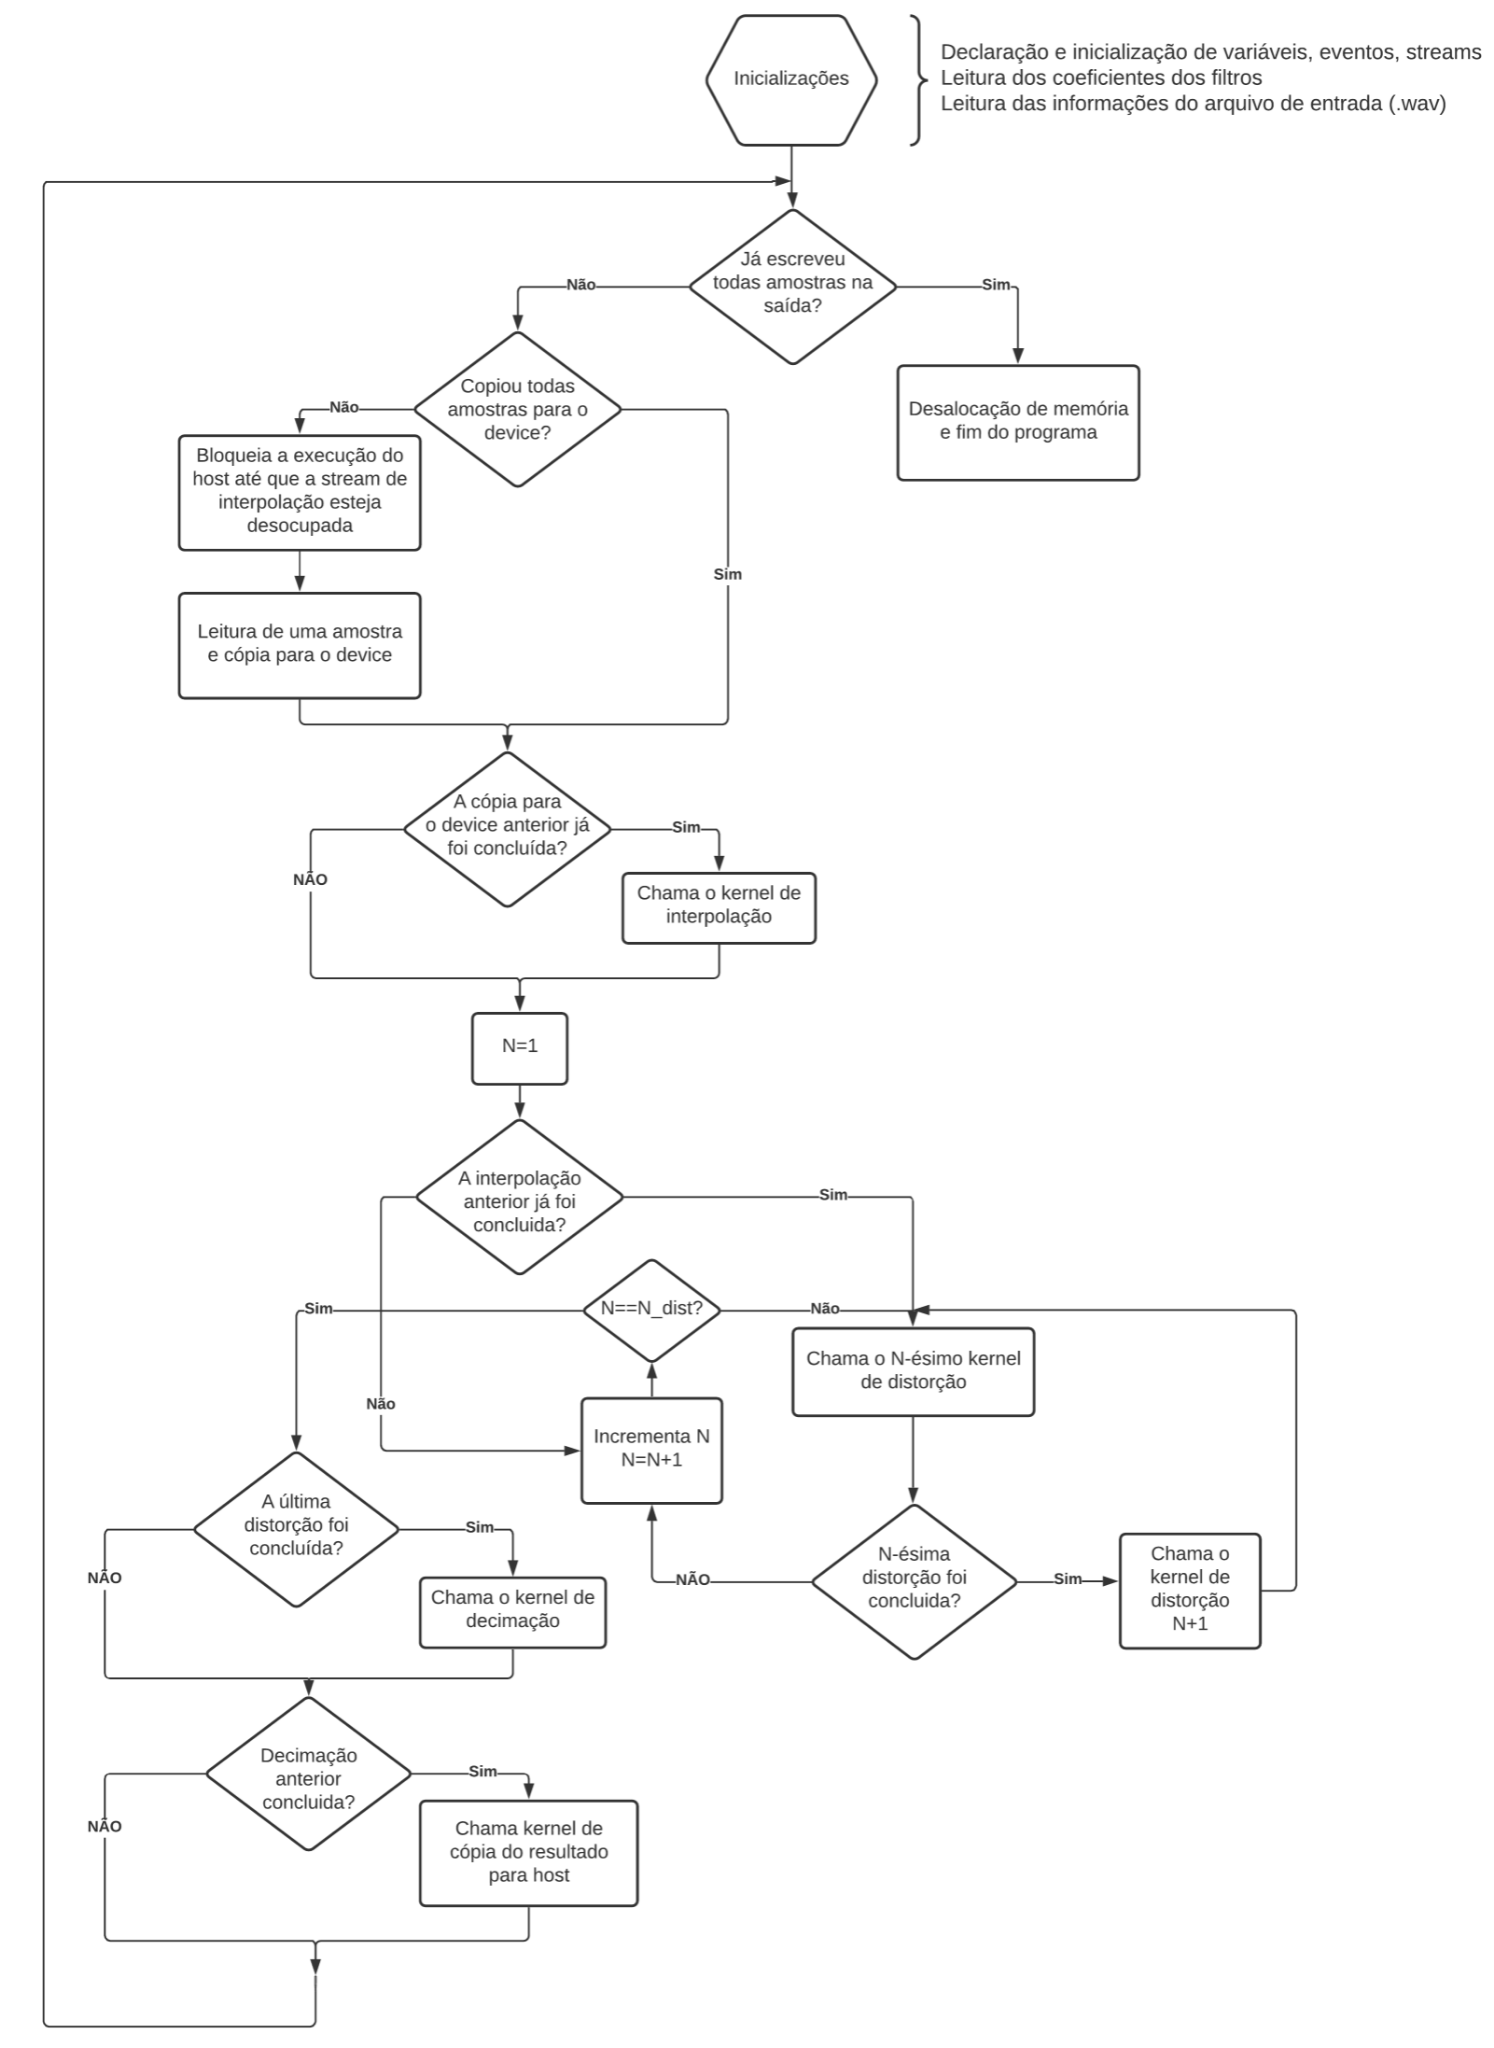 Inicializações
Declaração e inicialização de variáveis, eventos, streams
Leitura dos coeficientes dos filtros
Leitura das informações do arquivo de entrada (.wav)
Já escreveu
todas amostras na
saída?
Não
Sim
Copiou todas
amostras para o
device?
Desalocação de memória
e fim do programa
Não
Bloqueia a execução do
host até que a stream de
interpolação esteja
desocupada
Sim
Leitura de uma amostra
e cópia para o device
A cópia para
o device anterior já
foi concluída?
Sim
NÃO
Chama o kernel de
interpolação
N=1
A interpolação
anterior já foi
concluida?
Sim
Sim
N==N_dist?
Não
Chama o N-ésimo kernel
de distorção
Não
Incrementa N
N=N+1
A última
distorção foi
concluída?
Sim
NÃO
Chama o kernel de
decimação
NÃO
N-ésima
distorção foi
concluida?
Sim
Chama o
kernel de
distorção
N+1
Decimação
anterior
concluida?
Sim
NÃO
Chama kernel de
cópia do resultado
para host